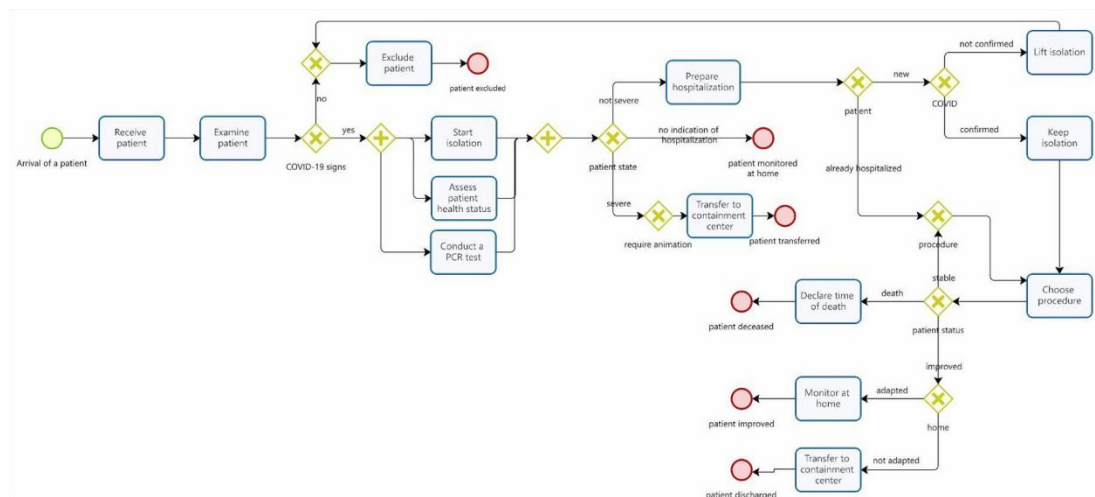 not confirmed
Lift isolation
Exclude
patient
patient excluded
Prepare
hospitalization
new
patient
COVID
no
not severe
confirmed
Receive
patient
Examine
patient
yes
Start
isolation
no indication of
hospitalization
Keep
isolation
Arrival of a patient
COVID-19 signs
patient state
patient monitored
at home
already hospitalized
Assess
patient
health status
severe
Transfer to
containment
center
require animation
patient transferred
procedure
Conduct a
PCR test
stable
Declare time
of death
death
Choose
procedure
patient deceased
patient status
improved
Monitor at
home
adapted
patient improved
home
Transfer to
containment
center
not adapted
patient discharged